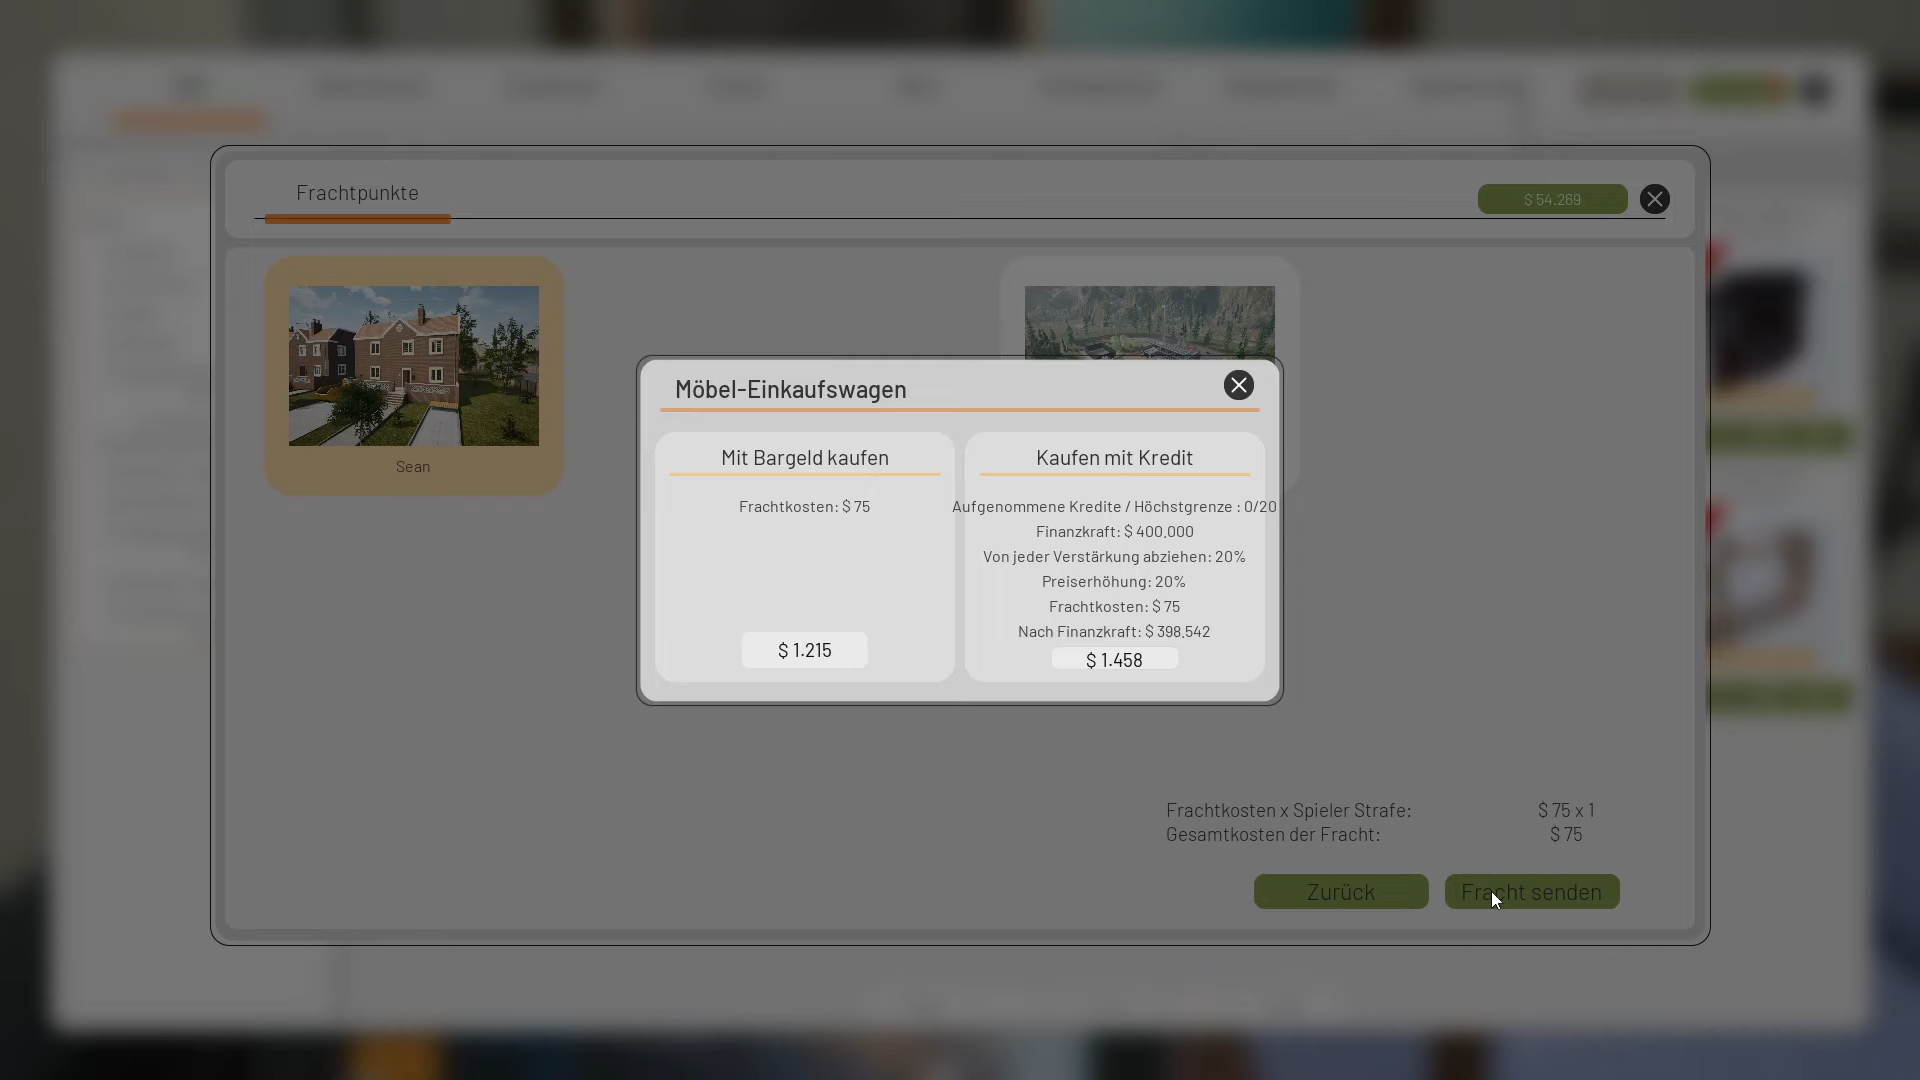 Frachtpunkte
$ 54.269
Sean
Möbel-Einkaufswagen
Mit Bargeld kaufen
Frachtkosten: $ 75
$ 1.215
Kaufen mit Kredit
Aufgenommene Kredite / Höchstgrenze : 0/20
Finanzkraft: $ 400.000
Von jeder Verstärkung abziehen: 20%
Preiserhöhung: 20%
Frachtkosten: $ 75
Nach Finanzkraft: $ 398.542
$ 1.458
Frachtkosten x Spieler Strafe: $ 75 x 1
Gesamtkosten der Fracht: $ 75
Zurück
Fracht senden